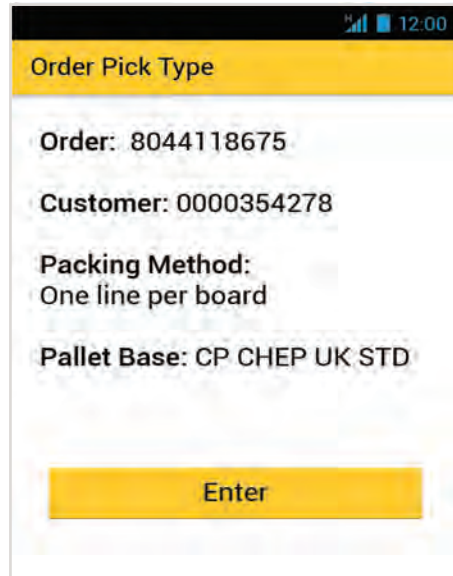 H 12:00
Order Pick Type
Order: 8044118675
Customer: 0000354278
Packing Method:
One line per board
Pallet Base: CP CHEP UK STD
Enter